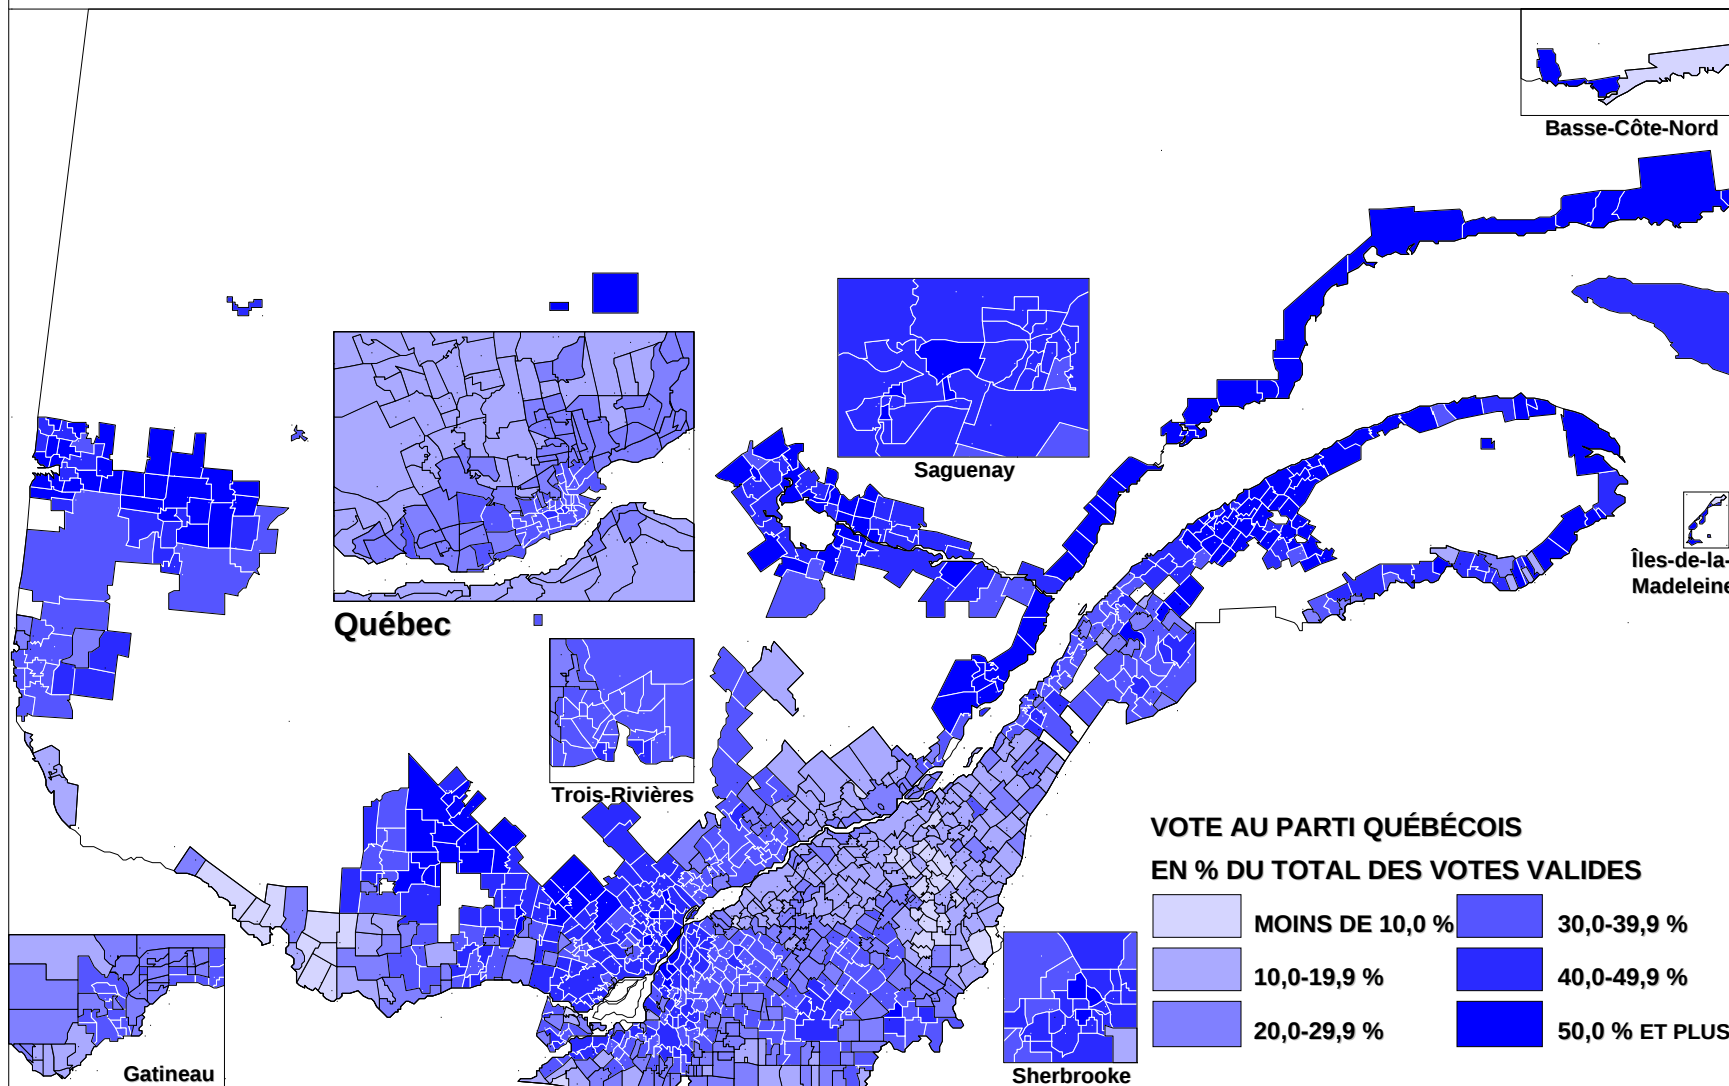 Basse-Côte-Nord
Saguenay
Îles-de-la-
Madeleine
Québec
Trois-Rivières
VOTE AU PARTI QUÉBÉCOIS
EN % DU TOTAL DES VOTES VALIDES
MOINS DE 10,0 %
30,0-39,9 %
10,0-19,9 %
40,0-49,9 %
20,0-29,9 %
50,0 % ET PLUS
Gatineau
Sherbrooke